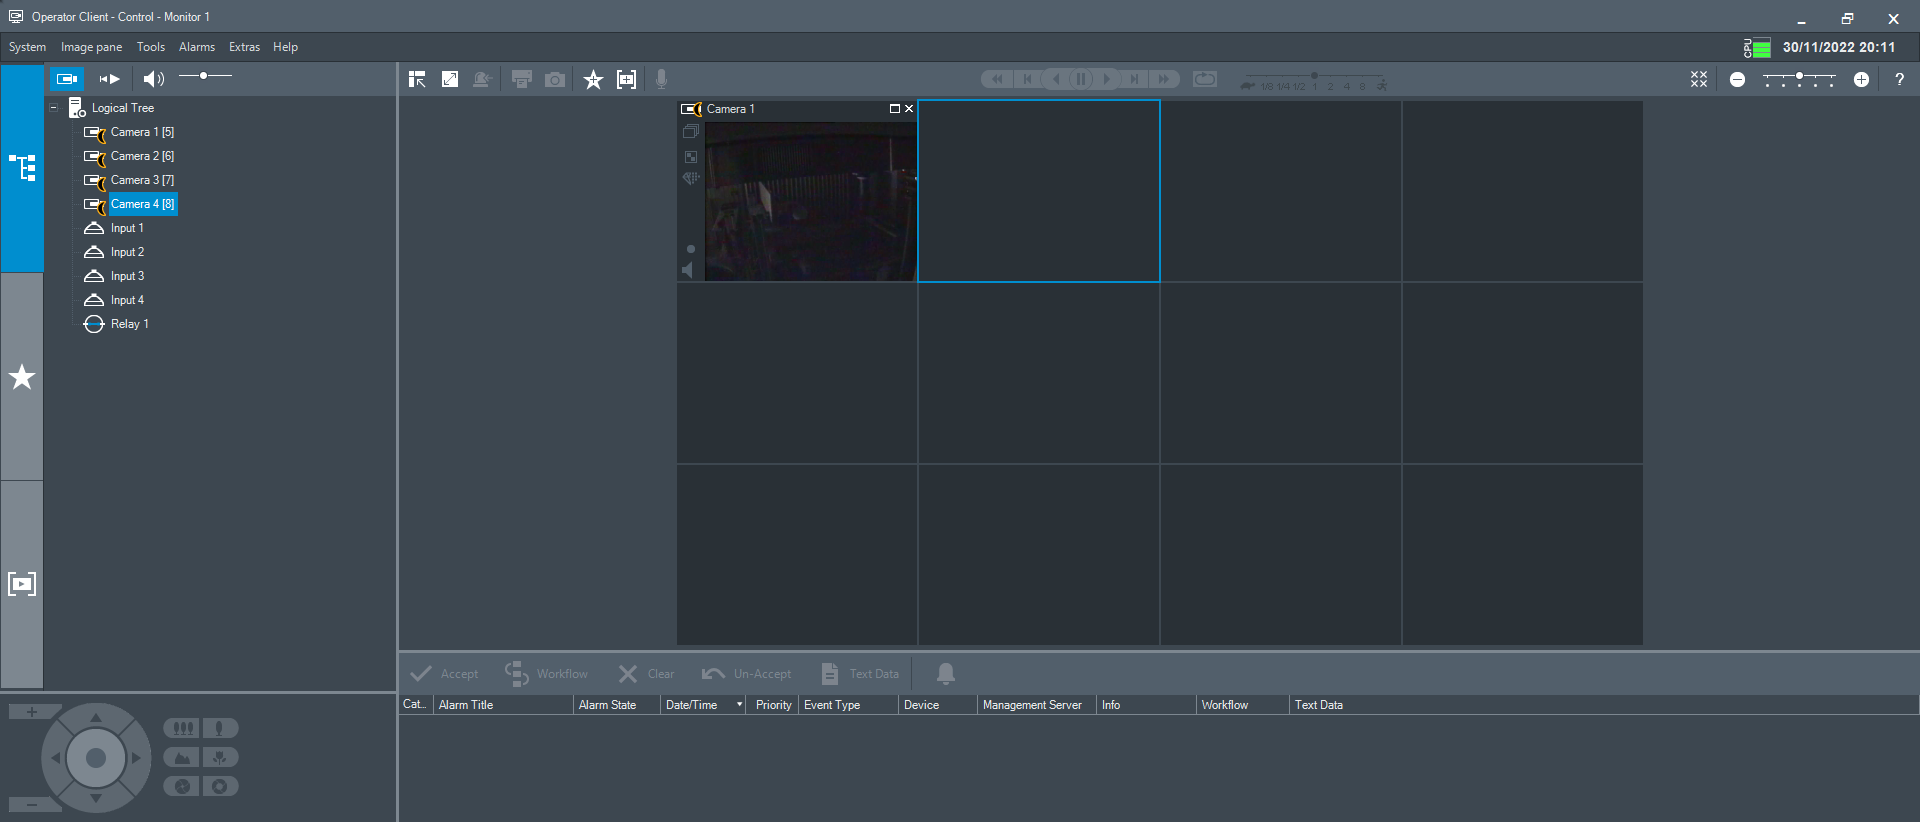 Operator Client - Control - Monitor 1
System Image pane Tools Alarms Extras Help
CPU 30/11/2022 20:11
1/8 1/4 1/2 1 2 4 8
?
Logical Tree
Camera 1 [5]
Camera 2 [6]
Camera 3 [7]
Camera 4 [8]
Input 1
Input 2
Input 3
Input 4
Relay 1
Camera 1
Accept Workflow Clear Un-Accept Text Data
Cat... Alarm Title Alarm State Date/Time Priority Event Type Device Management Server Info Workflow Text Data